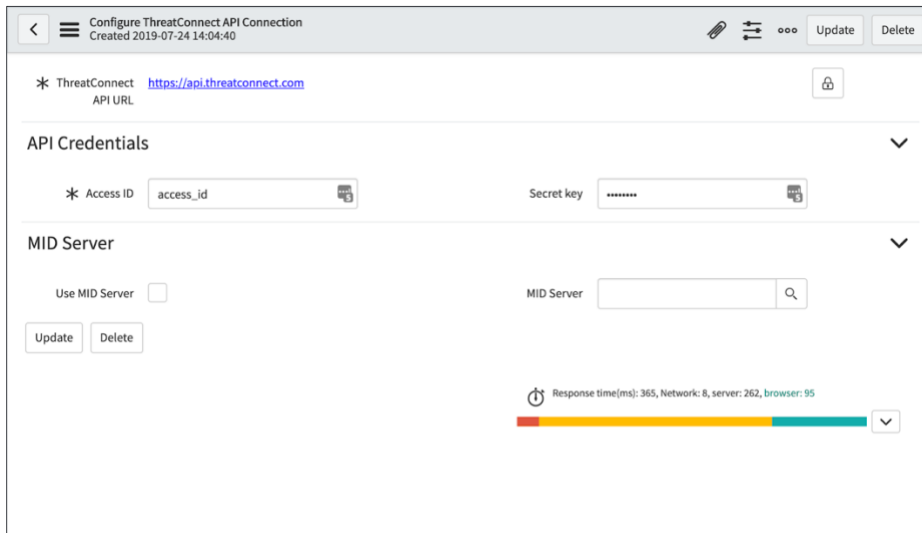 Configure ThreatConnect API Connection
Created 2019-07-24 14:04:40
Update
Delete
ThreatConnect API URL
https://api.threatconnect.com
API Credentials
Access ID
access_id
Secret key
••••••••
MID Server
Use MID Server
MID Server
Update
Delete
Response time(ms): 365, Network: 8, server: 262, browser: 95